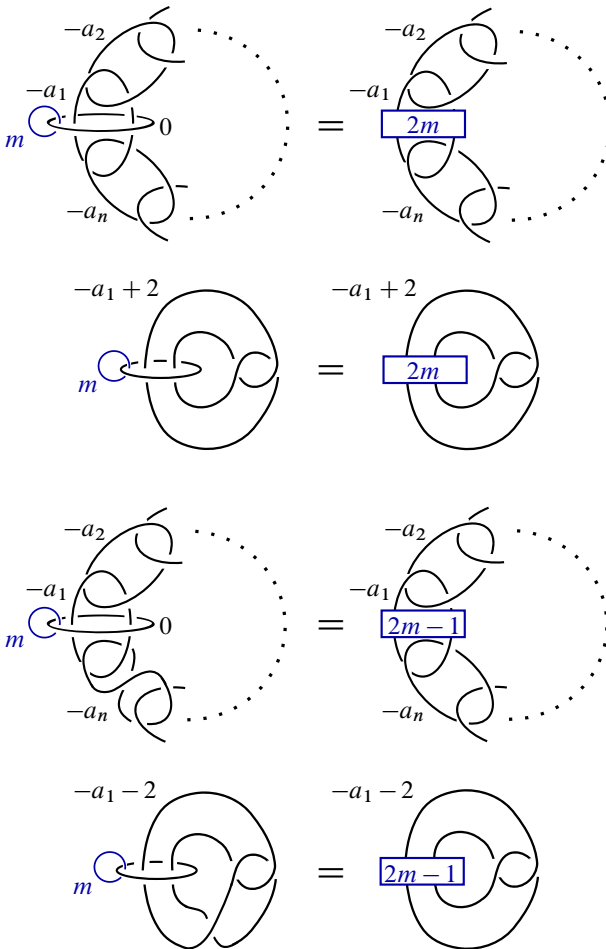 −a₂ −a₂
−a₁ −a₁
m 0 = 2m
−aₙ −aₙ
−a₁ + 2 −a₁ + 2
m = 2m
−a₂ −a₂
−a₁ −a₁
m 0 = 2m − 1
−aₙ −aₙ
−a₁ − 2 −a₁ − 2
m = 2m − 1